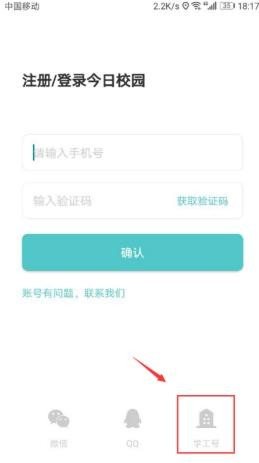 中国移动 2.2K/s 35 18:17
注册/登录今日校园
请输入手机号
输入验证码 获取验证码
确认
账号有问题，联系我们
微信 QQ 学工号